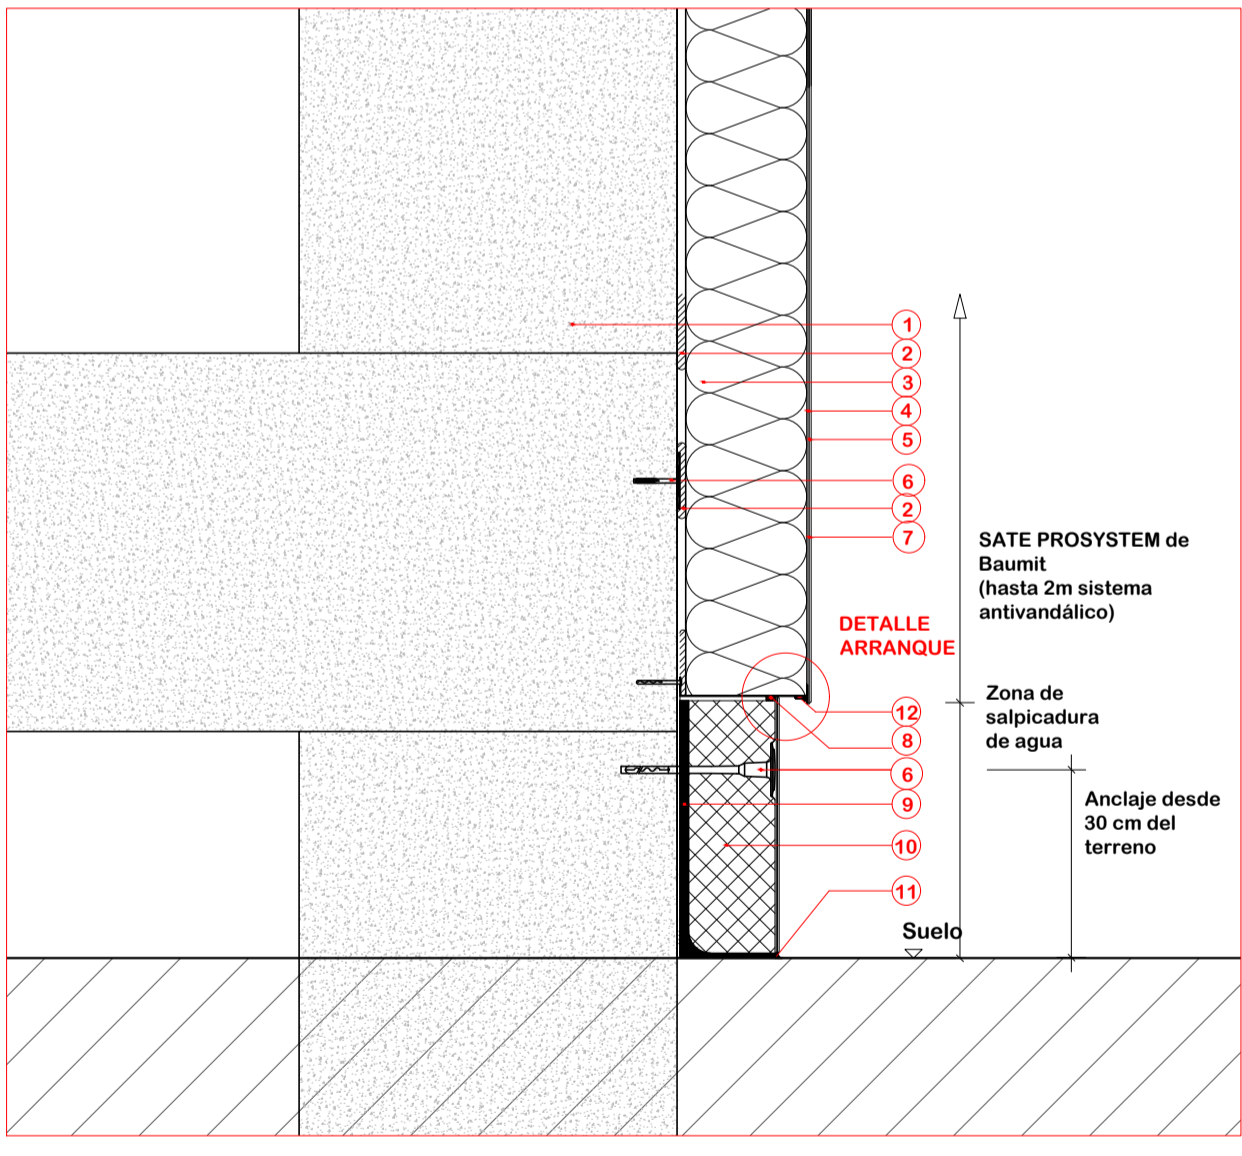 1
2
3
4
5
6
2
7
SATE PROSYSTEM de
Baumit
(hasta 2m sistema
antivandálico)
DETALLE
ARRANQUE
12
8
6
9
10
11
Zona de
salpicadura
de agua
Anclaje desde
30 cm del
terreno
Suelo